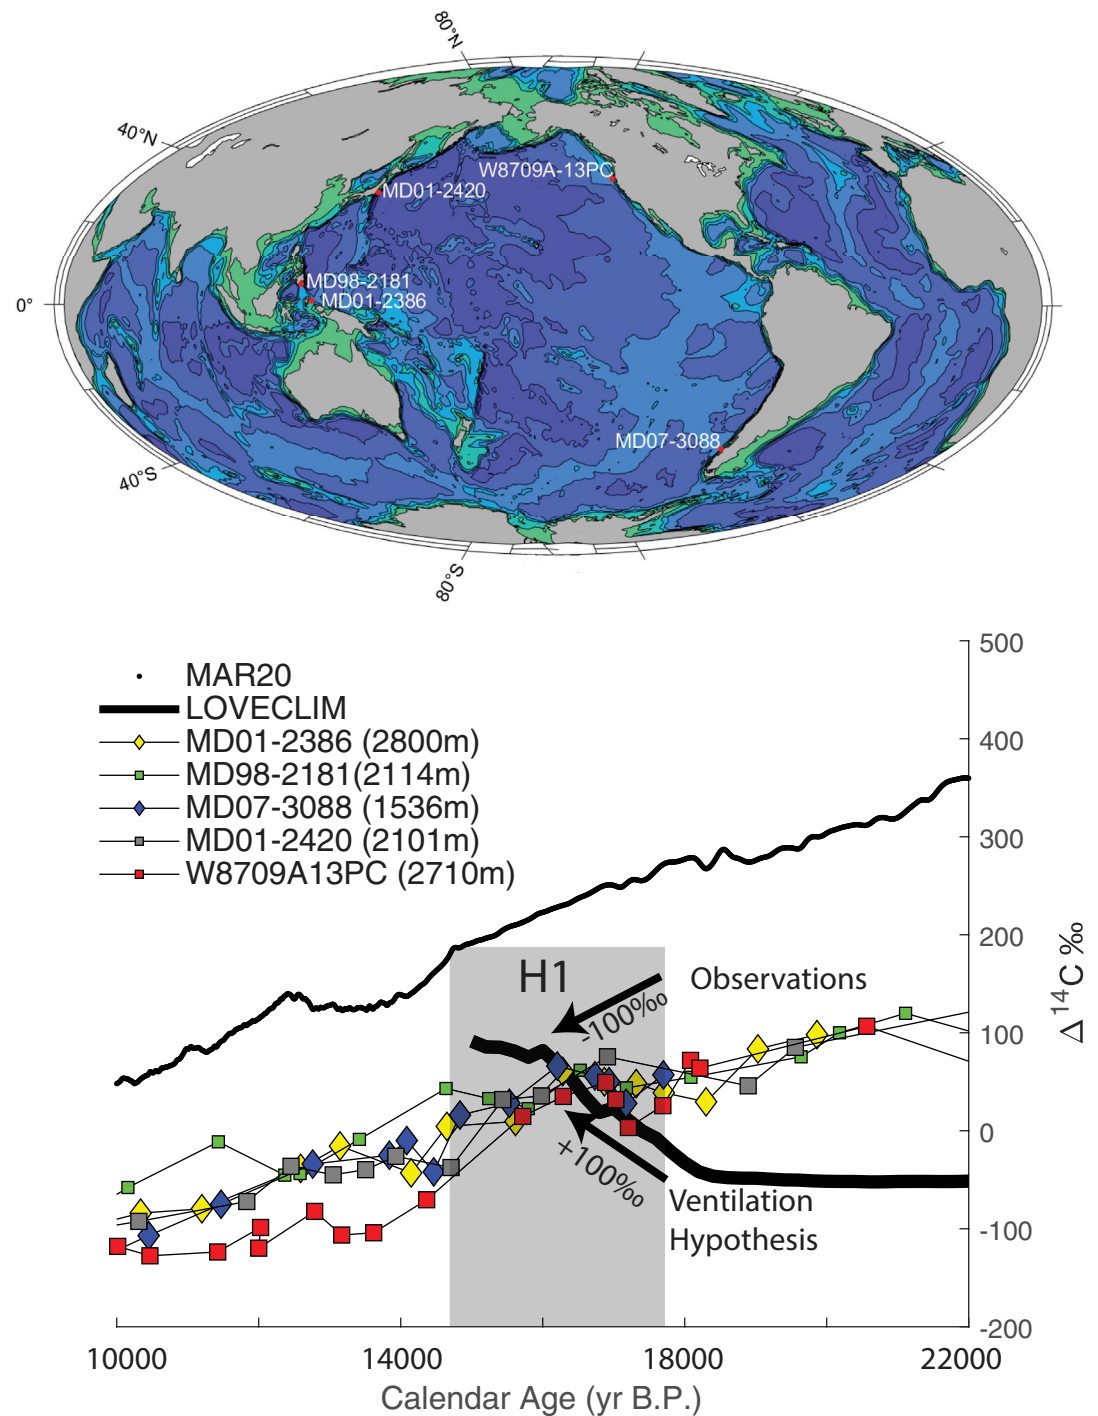 80°N
40°N
W8709A-13PC
MD01-2420
MD98-2181
0°
MD01-2386
MD07-3088
40°S
80°S
500
MAR20
LOVECLIM
MD01-2386 (2800m)
400
MD98-2181(2114m)
MD07-3088 (1536m)
MD01-2420 (2101m)
300
W8709A13PC (2710m)
200
H1
Observations
-100‰
100
Δ ¹⁴C ‰
0
+100‰
Ventilation
Hypothesis
-100
-200
10000 14000 18000 22000
Calendar Age (yr B.P.)